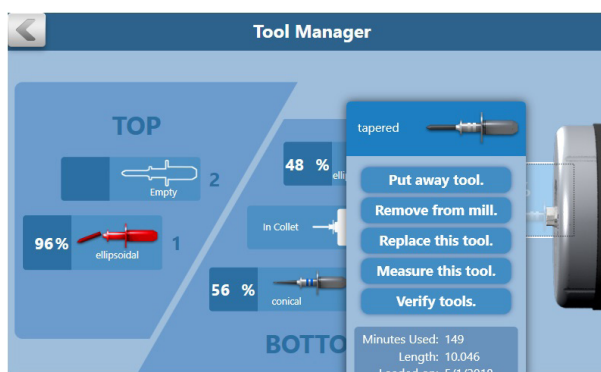 Tool Manager
TOP
Empty
2
96%
ellipsoidal
1
48 %
In Collet
56 %
conical
BOTTO
tapered
Put away tool.
Remove from mill.
Replace this tool.
Measure this tool.
Verify tools.
Minutes Used: 149
Length: 10.046